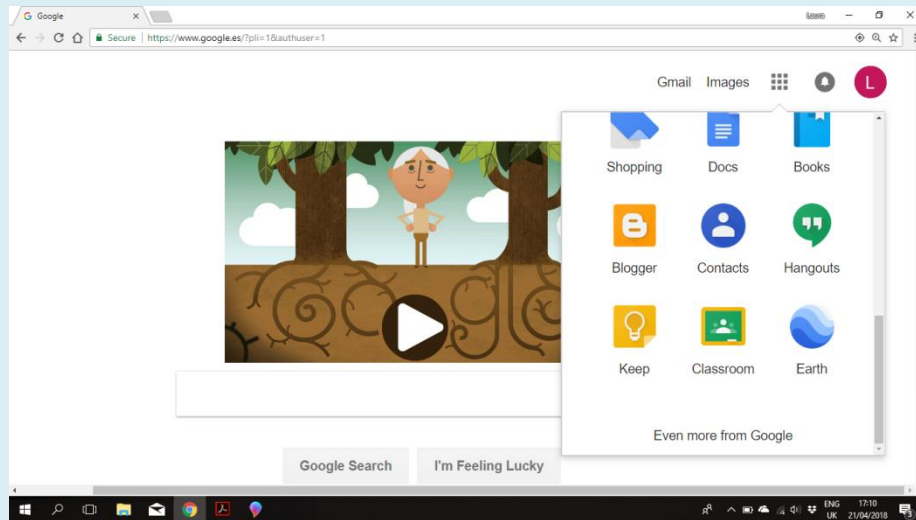 Google
Laura
Secure | https://www.google.es/?pli=1&authuser=1
Gmail Images L
Shopping Docs Books
Blogger Contacts Hangouts
Keep Classroom Earth
Even more from Google
Google Search I'm Feeling Lucky
ENG 17:10
UK 21/04/2018